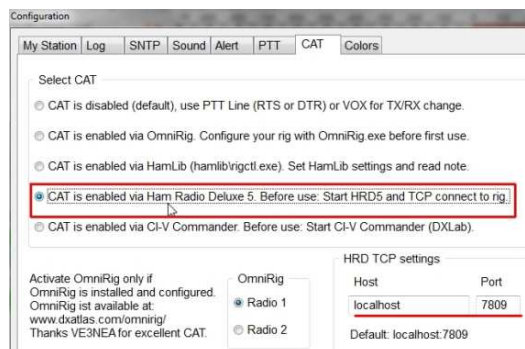 Configuration
My Station Log SNTP Sound Alert PTT CAT Colors
Select CAT
CAT is disabled (default), use PTT Line (RTS or DTR) or VOX for TX/RX change.
CAT is enabled via OmniRig. Configure your rig with OmniRig.exe before first use.
CAT is enabled via HamLib (hamlib\rigctl.exe). Set HamLib settings and read note.
CAT is enabled via Ham Radio Deluxe 5. Before use: Start HRD5 and TCP connect to rig.
CAT is enabled via CI-V Commander. Before use: Start CI-V Commander (DXLab).
Activate OmniRig only if
OmniRig is installed and configured.
OmniRig ist available at:
www.dxatlas.com/omnirig/
Thanks VE3NEA for excellent CAT.
OmniRig
Radio 1
Radio 2
HRD TCP settings
Host Port
localhost 7809
Default: localhost:7809